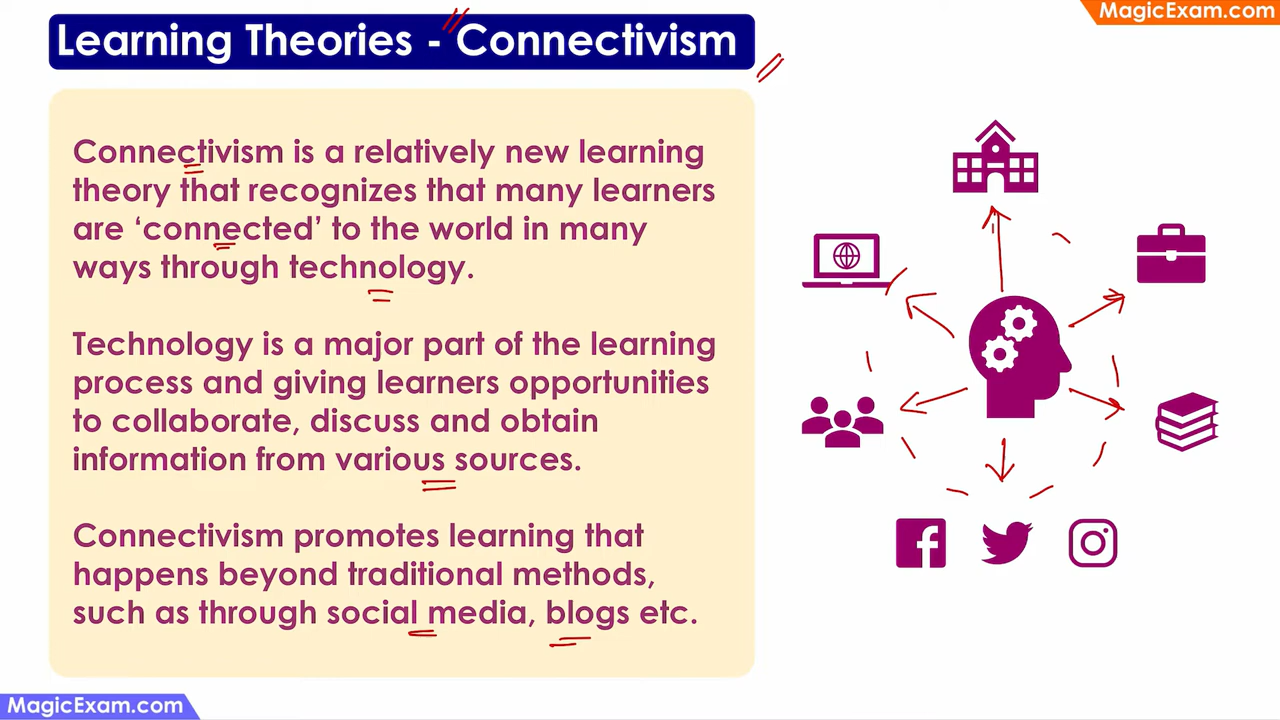 MagicExam.com
Learning Theories - Connectivism
Connectivism is a relatively new learning
theory that recognizes that many learners
are ‘connected’ to the world in many
ways through technology.
Technology is a major part of the learning
process and giving learners opportunities
to collaborate, discuss and obtain
information from various sources.
Connectivism promotes learning that
happens beyond traditional methods,
such as through social media, blogs etc.
MagicExam.com